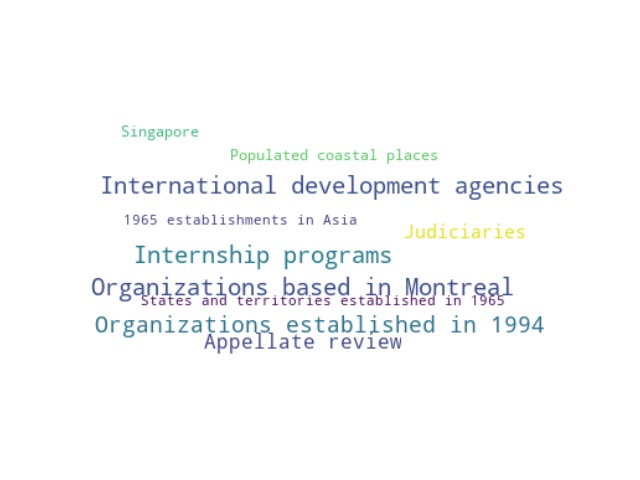 Singapore
Populated coastal places
International development agencies
1965 establishments in Asia
Judiciaries
Internship programs
Organizations based in Montreal
States and territories established in 1965
Organizations established in 1994
Appellate review